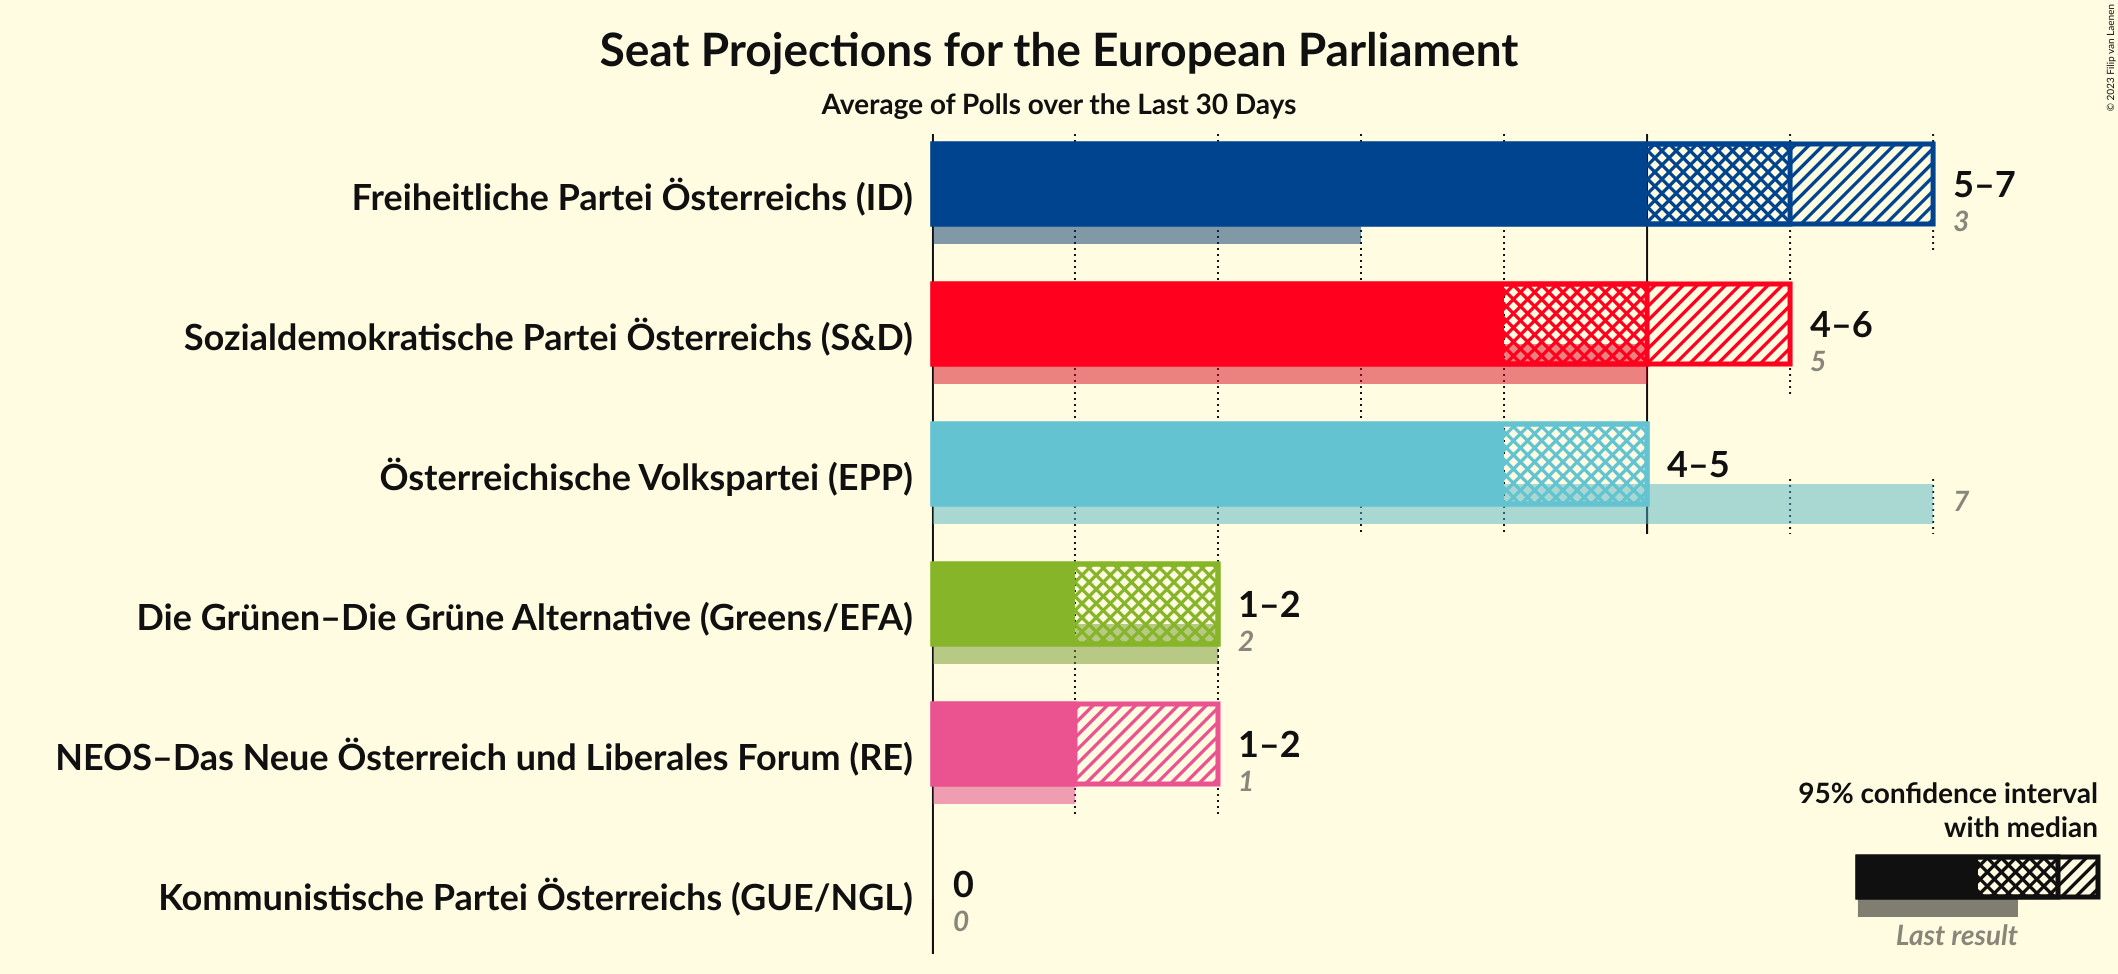 Seat Projections for the European Parliament
Average of Polls over the Last 30 Days
© 2023 Filip van Laenen
Freiheitliche Partei Österreichs (ID)
5–7
3
Sozialdemokratische Partei Österreichs (S&D)
4–6
5
Österreichische Volkspartei (EPP)
4–5
7
Die Grünen–Die Grüne Alternative (Greens/EFA)
1–2
2
NEOS–Das Neue Österreich und Liberales Forum (RE)
1–2
1
Kommunistische Partei Österreichs (GUE/NGL)
0
0
95% confidence interval
with median
Last result